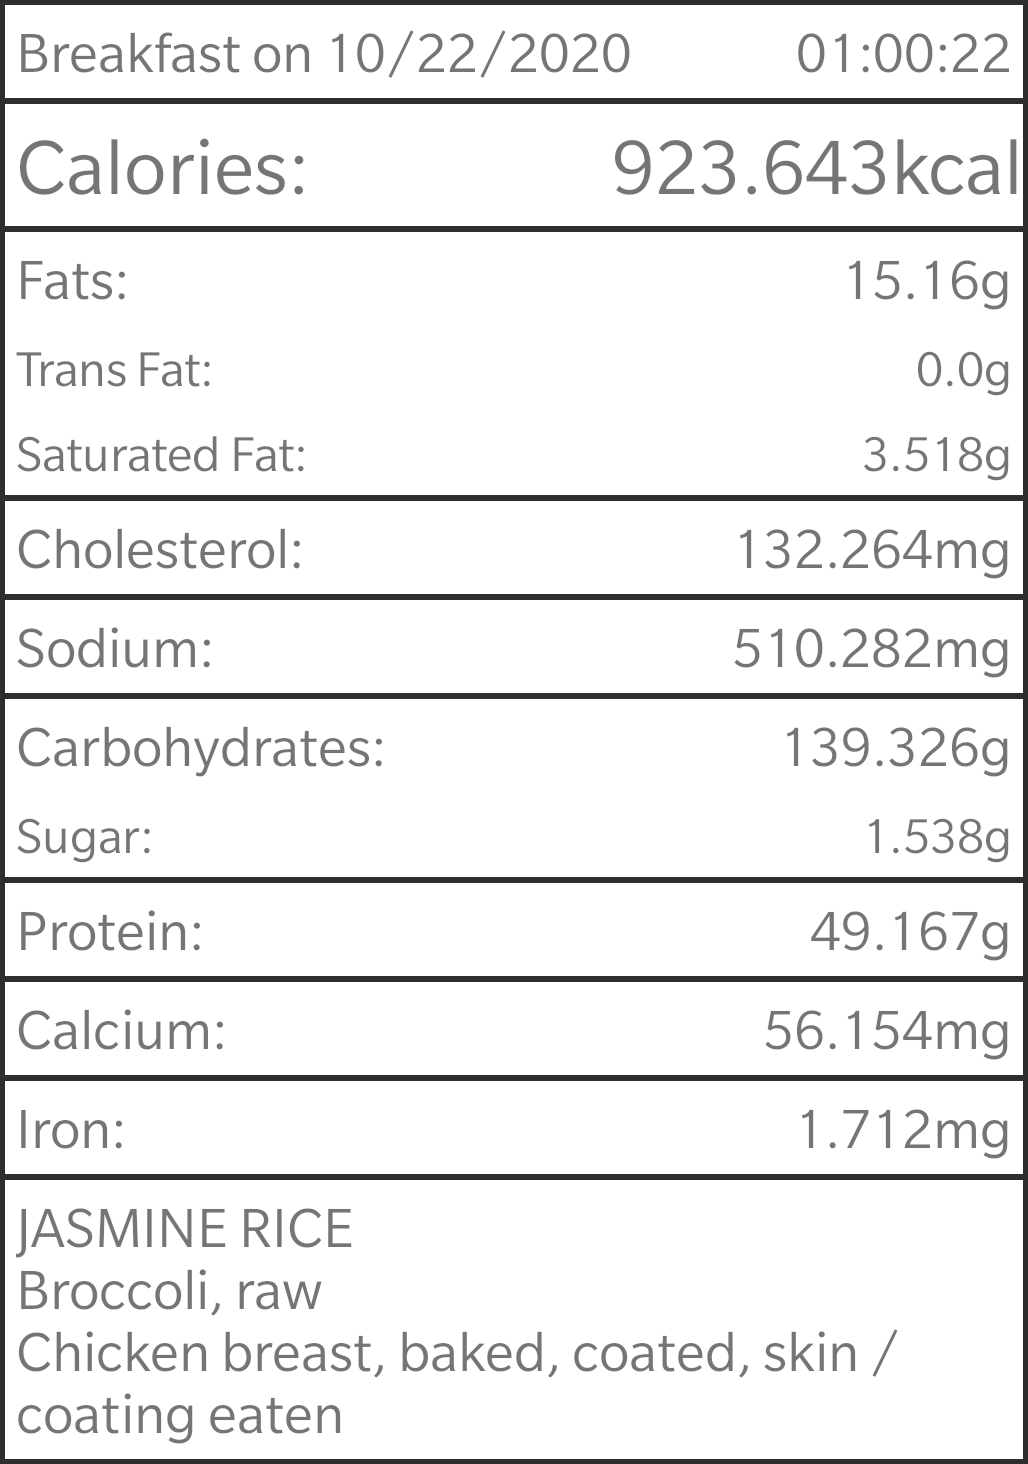 Breakfast on 10/22/2020 01:00:22
Calories: 923.643kcal
Fats: 15.16g
Trans Fat: 0.0g
Saturated Fat: 3.518g
Cholesterol: 132.264mg
Sodium: 510.282mg
Carbohydrates: 139.326g
Sugar: 1.538g
Protein: 49.167g
Calcium: 56.154mg
Iron: 1.712mg
JASMINE RICE
Broccoli, raw
Chicken breast, baked, coated, skin /
coating eaten